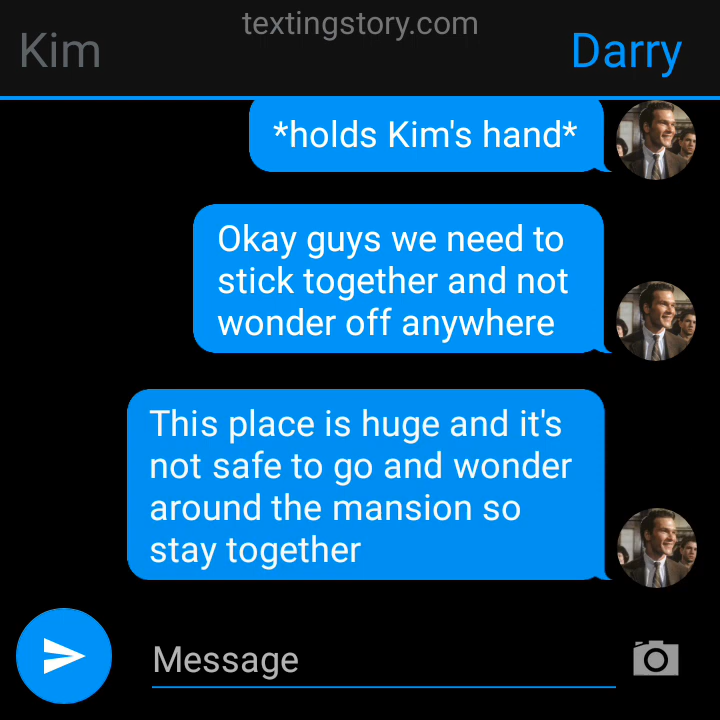 textingstory.com
Kim
Darry
*holds Kim's hand*
Okay guys we need to
stick together and not
wonder off anywhere
This place is huge and it's
not safe to go and wonder
around the mansion so
stay together
Message